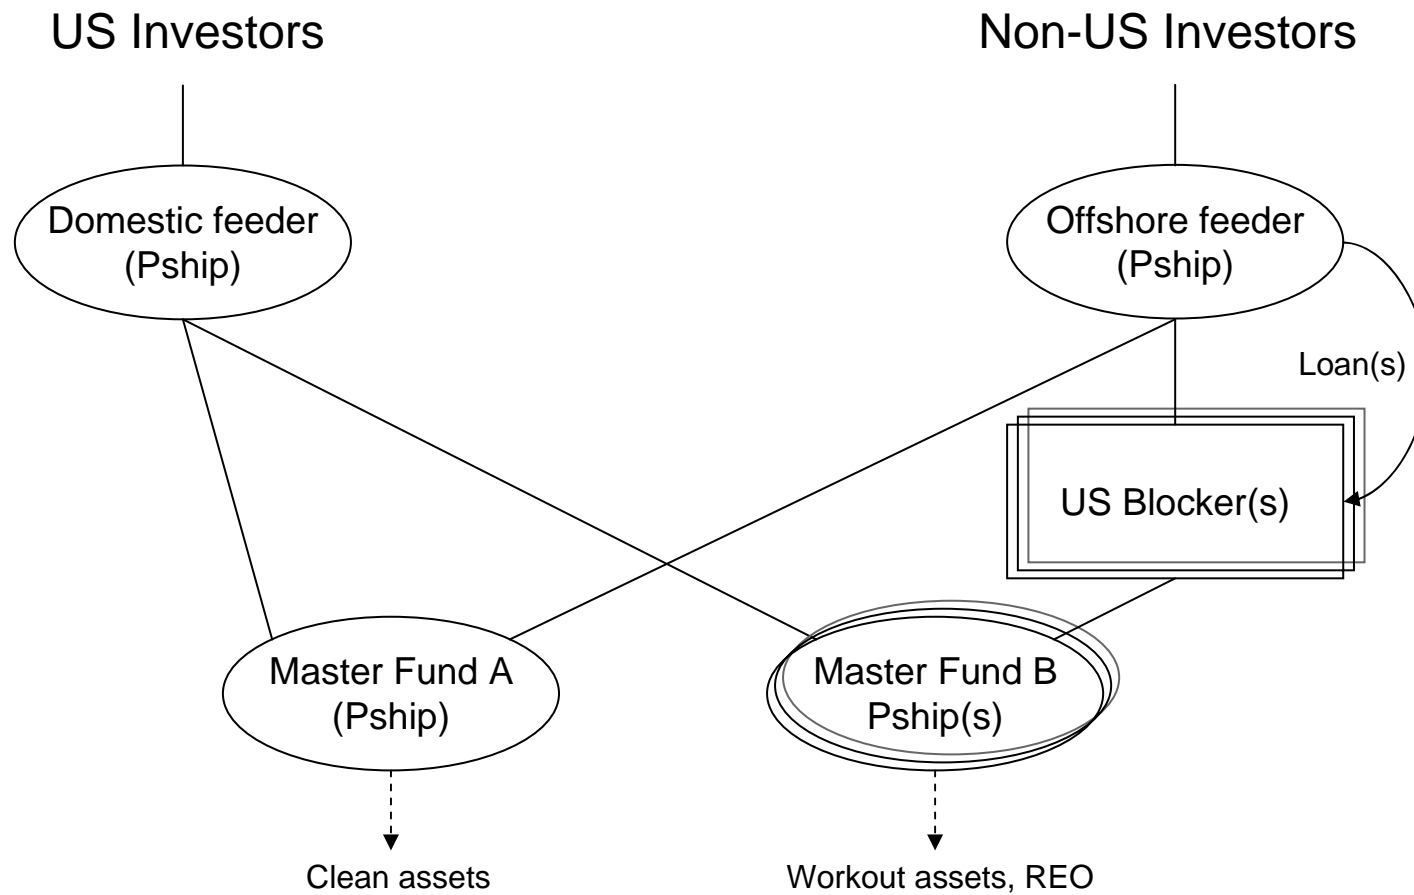 US Investors
Non-US Investors
Domestic feeder
(Pship)
Offshore feeder
(Pship)
Loan(s)
US Blocker(s)
Master Fund A
(Pship)
Master Fund B
Pship(s)
Clean assets
Workout assets, REO